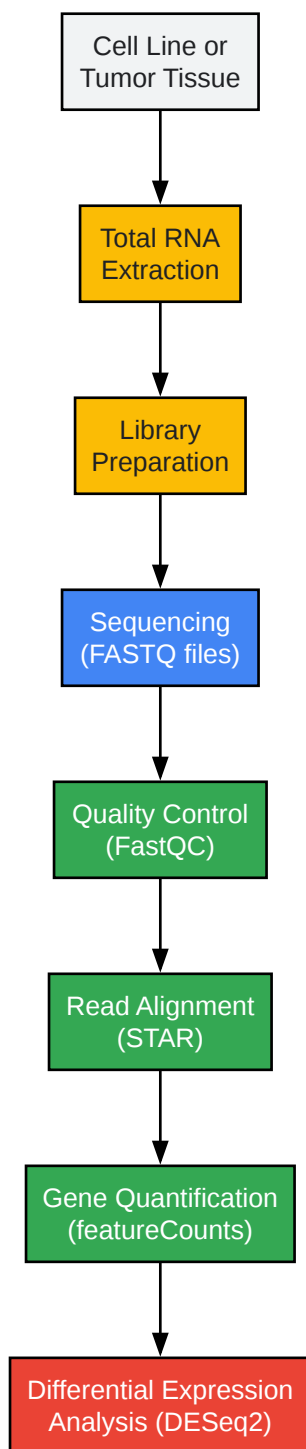 Cell Line or
Tumor Tissue
Total RNA
Extraction
Library
Preparation
Sequencing
(FASTQ files)
Quality Control
(FastQC)
Read Alignment
(STAR)
Gene Quantification
(featureCounts)
Differential Expression
Analysis (DESeq2)